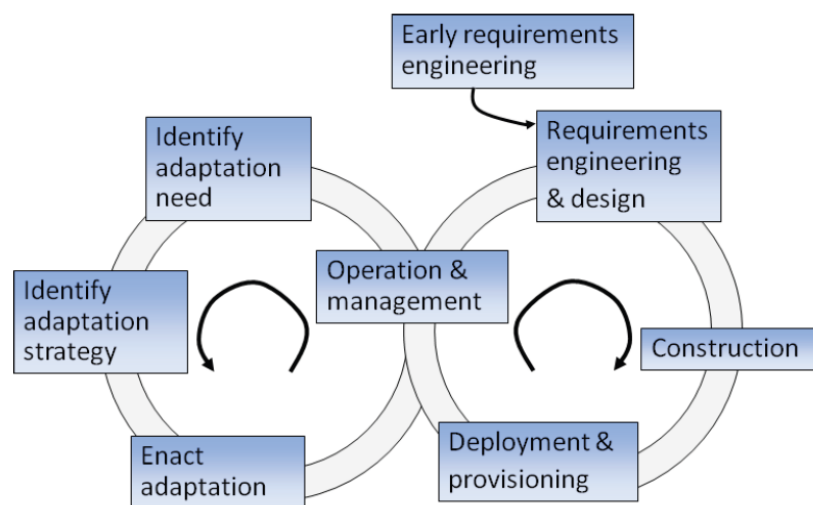 Early requirements
engineering
Requirements
engineering
& design
Identify
adaptation
need
Operation &
management
Identify
adaptation
strategy
Construction
Deployment &
provisioning
Enact
adaptation